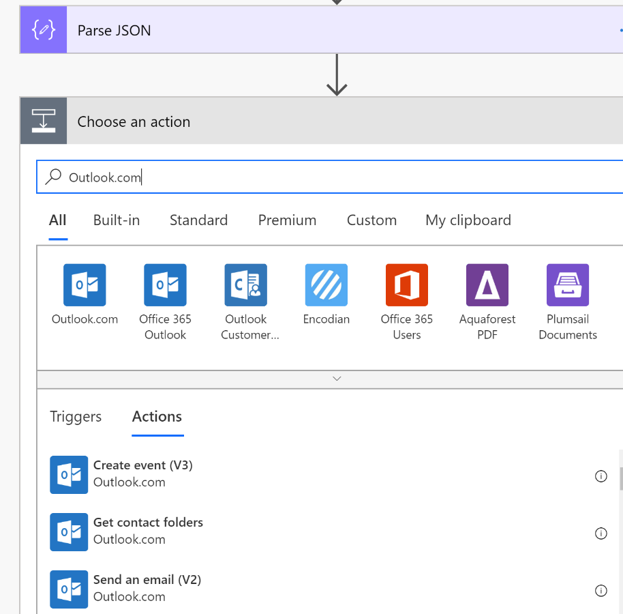 Parse JSON
Choose an action
Outlook.com
All Built-in Standard Premium Custom My clipboard
Outlook.com Office 365 Outlook Encodian Office 365 Aquaforest Plumsail
Outlook Customer... Users PDF Documents
Triggers Actions
Create event (V3)
Outlook.com
Get contact folders
Outlook.com
Send an email (V2)
Outlook.com